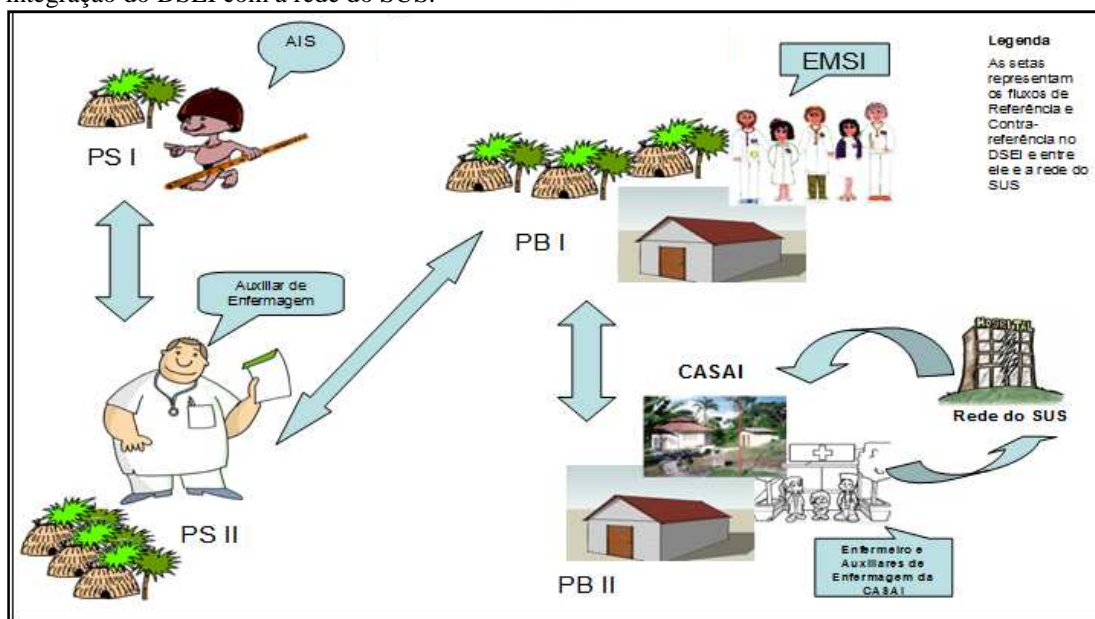 integração do DSEI com a rede do SUS.
AIS
PS I
EMSI
PB I
Legenda
As setas
representam
os fluxos de
Referência e
Contra-
referência no
DSEI e entre
ele e a rede do
SUS
Auxiliar de
Enfermagem
PS II
CASAI
HOSPITAL
Rede do SUS
PB II
Enfermeiro e
Auxiliares de
Enfermagem da
CASAI